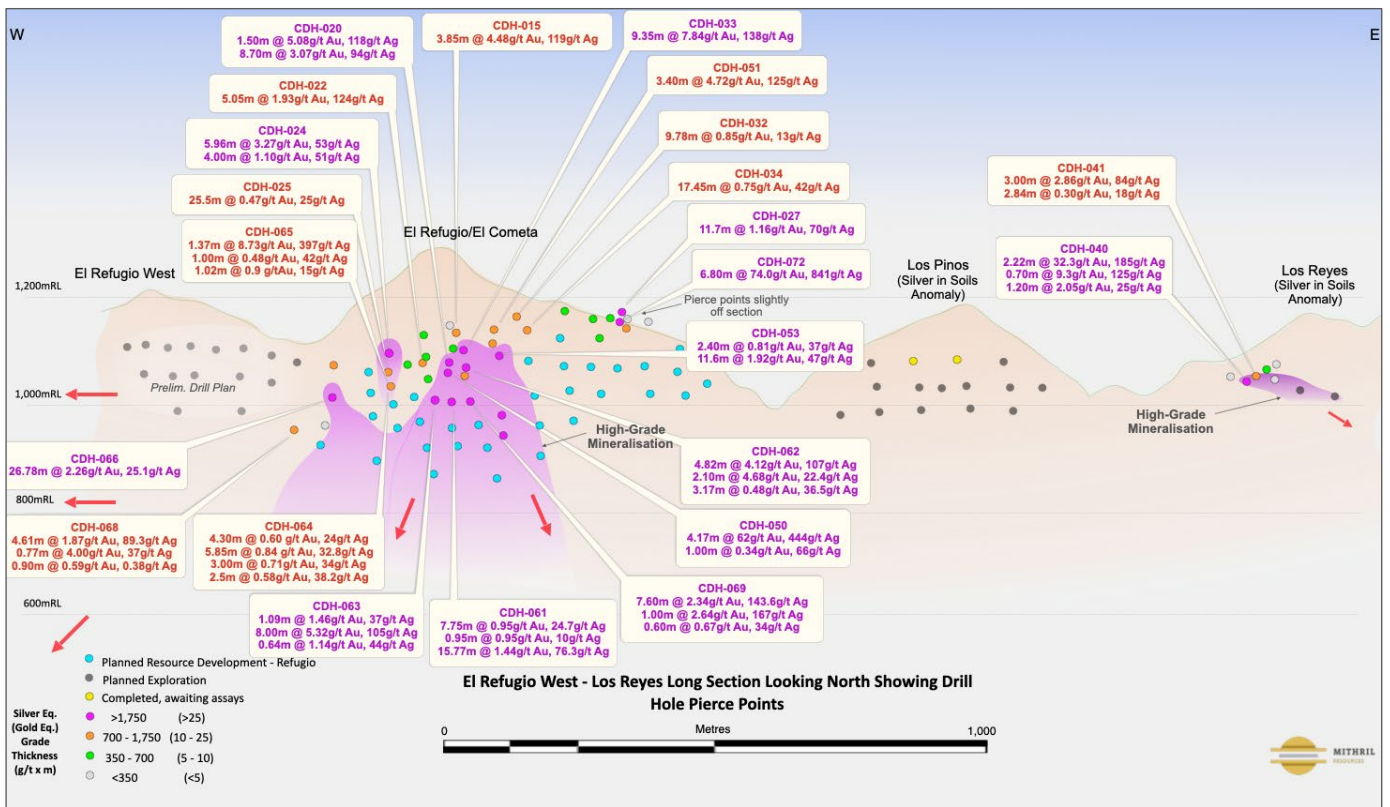 W
E
CDH-020
1.50m @ 5.08g/t Au, 118g/t Ag
8.70m @ 3.07g/t Au, 94g/t Ag
CDH-015
3.85m @ 4.48g/t Au, 119g/t Ag
CDH-033
9.35m @ 7.84g/t Au, 138g/t Ag
CDH-022
5.05m @ 1.93g/t Au, 124g/t Ag
CDH-051
3.40m @ 4.72g/t Au, 125g/t Ag
CDH-024
5.96m @ 3.27g/t Au, 53g/t Ag
4.00m @ 1.10g/t Au, 51g/t Ag
CDH-032
9.78m @ 0.85g/t Au, 13g/t Ag
CDH-025
25.5m @ 0.47g/t Au, 25g/t Ag
CDH-034
17.45m @ 0.75g/t Au, 42g/t Ag
CDH-041
3.00m @ 2.86g/t Au, 84g/t Ag
2.84m @ 0.30g/t Au, 18g/t Ag
CDH-065
1.37m @ 8.73g/t Au, 397g/t Ag
1.00m @ 0.48g/t Au, 42g/t Ag
1.02m @ 0.9 g/tAu, 15g/t Ag
El Refugio/El Cometa
CDH-027
11.7m @ 1.16g/t Au, 70g/t Ag
CDH-072
6.80m @ 74.0g/t Au, 841g/t Ag
CDH-040
2.22m @ 32.3g/t Au, 185g/t Ag
0.70m @ 9.3g/t Au, 125g/t Ag
1.20m @ 2.05g/t Au, 25g/t Ag
El Refugio West
Los Pinos
(Silver in Soils
Anomaly)
Los Reyes
(Silver in Soils
Anomaly)
1,200mRL
Pierce points slightly
off section
CDH-053
2.40m @ 0.81g/t Au, 37g/t Ag
11.6m @ 1.92g/t Au, 47g/t Ag
Prelim. Drill Plan
1,000mRL
High-Grade
Mineralisation
High-Grade
Mineralisation
CDH-066
26.78m @ 2.26g/t Au, 25.1g/t Ag
CDH-062
4.82m @ 4.12g/t Au, 107g/t Ag
2.10m @ 4.68g/t Au, 22.4g/t Ag
3.17m @ 0.48g/t Au, 36.5g/t Ag
800mRL
CDH-068
4.61m @ 1.87g/t Au, 89.3g/t Ag
0.77m @ 4.00g/t Au, 37g/t Ag
0.90m @ 0.59g/t Au, 0.38g/t Ag
CDH-064
4.30m @ 0.60 g/t Au, 24g/t Ag
5.85m @ 0.84 g/t Au, 32.8g/t Ag
3.00m @ 0.71g/t Au, 34g/t Ag
2.5m @ 0.58g/t Au, 38.2g/t Ag
CDH-050
4.17m @ 62g/t Au, 444g/t Ag
1.00m @ 0.34g/t Au, 66g/t Ag
CDH-069
7.60m @ 2.34g/t Au, 143.6g/t Ag
1.00m @ 2.64g/t Au, 167g/t Ag
0.60m @ 0.67g/t Au, 34g/t Ag
600mRL
CDH-063
1.09m @ 1.46g/t Au, 37g/t Ag
8.00m @ 5.32g/t Au, 105g/t Ag
0.64m @ 1.14g/t Au, 44g/t Ag
CDH-061
7.75m @ 0.95g/t Au, 24.7g/t Ag
0.95m @ 0.95g/t Au, 10g/t Ag
15.77m @ 1.44g/t Au, 76.3g/t Ag
Planned Resource Development - Refugio
Planned Exploration
Completed, awaiting assays
Silver Eq.
(Gold Eq.)
Grade
Thickness
(g/t x m)
>1,750 (>25)
700 - 1,750 (10 - 25)
350 - 700 (5 - 10)
<350 (<5)
El Refugio West - Los Reyes Long Section Looking North Showing Drill
Hole Pierce Points
0 Metres 1,000
MITHRIL
RESOURCES